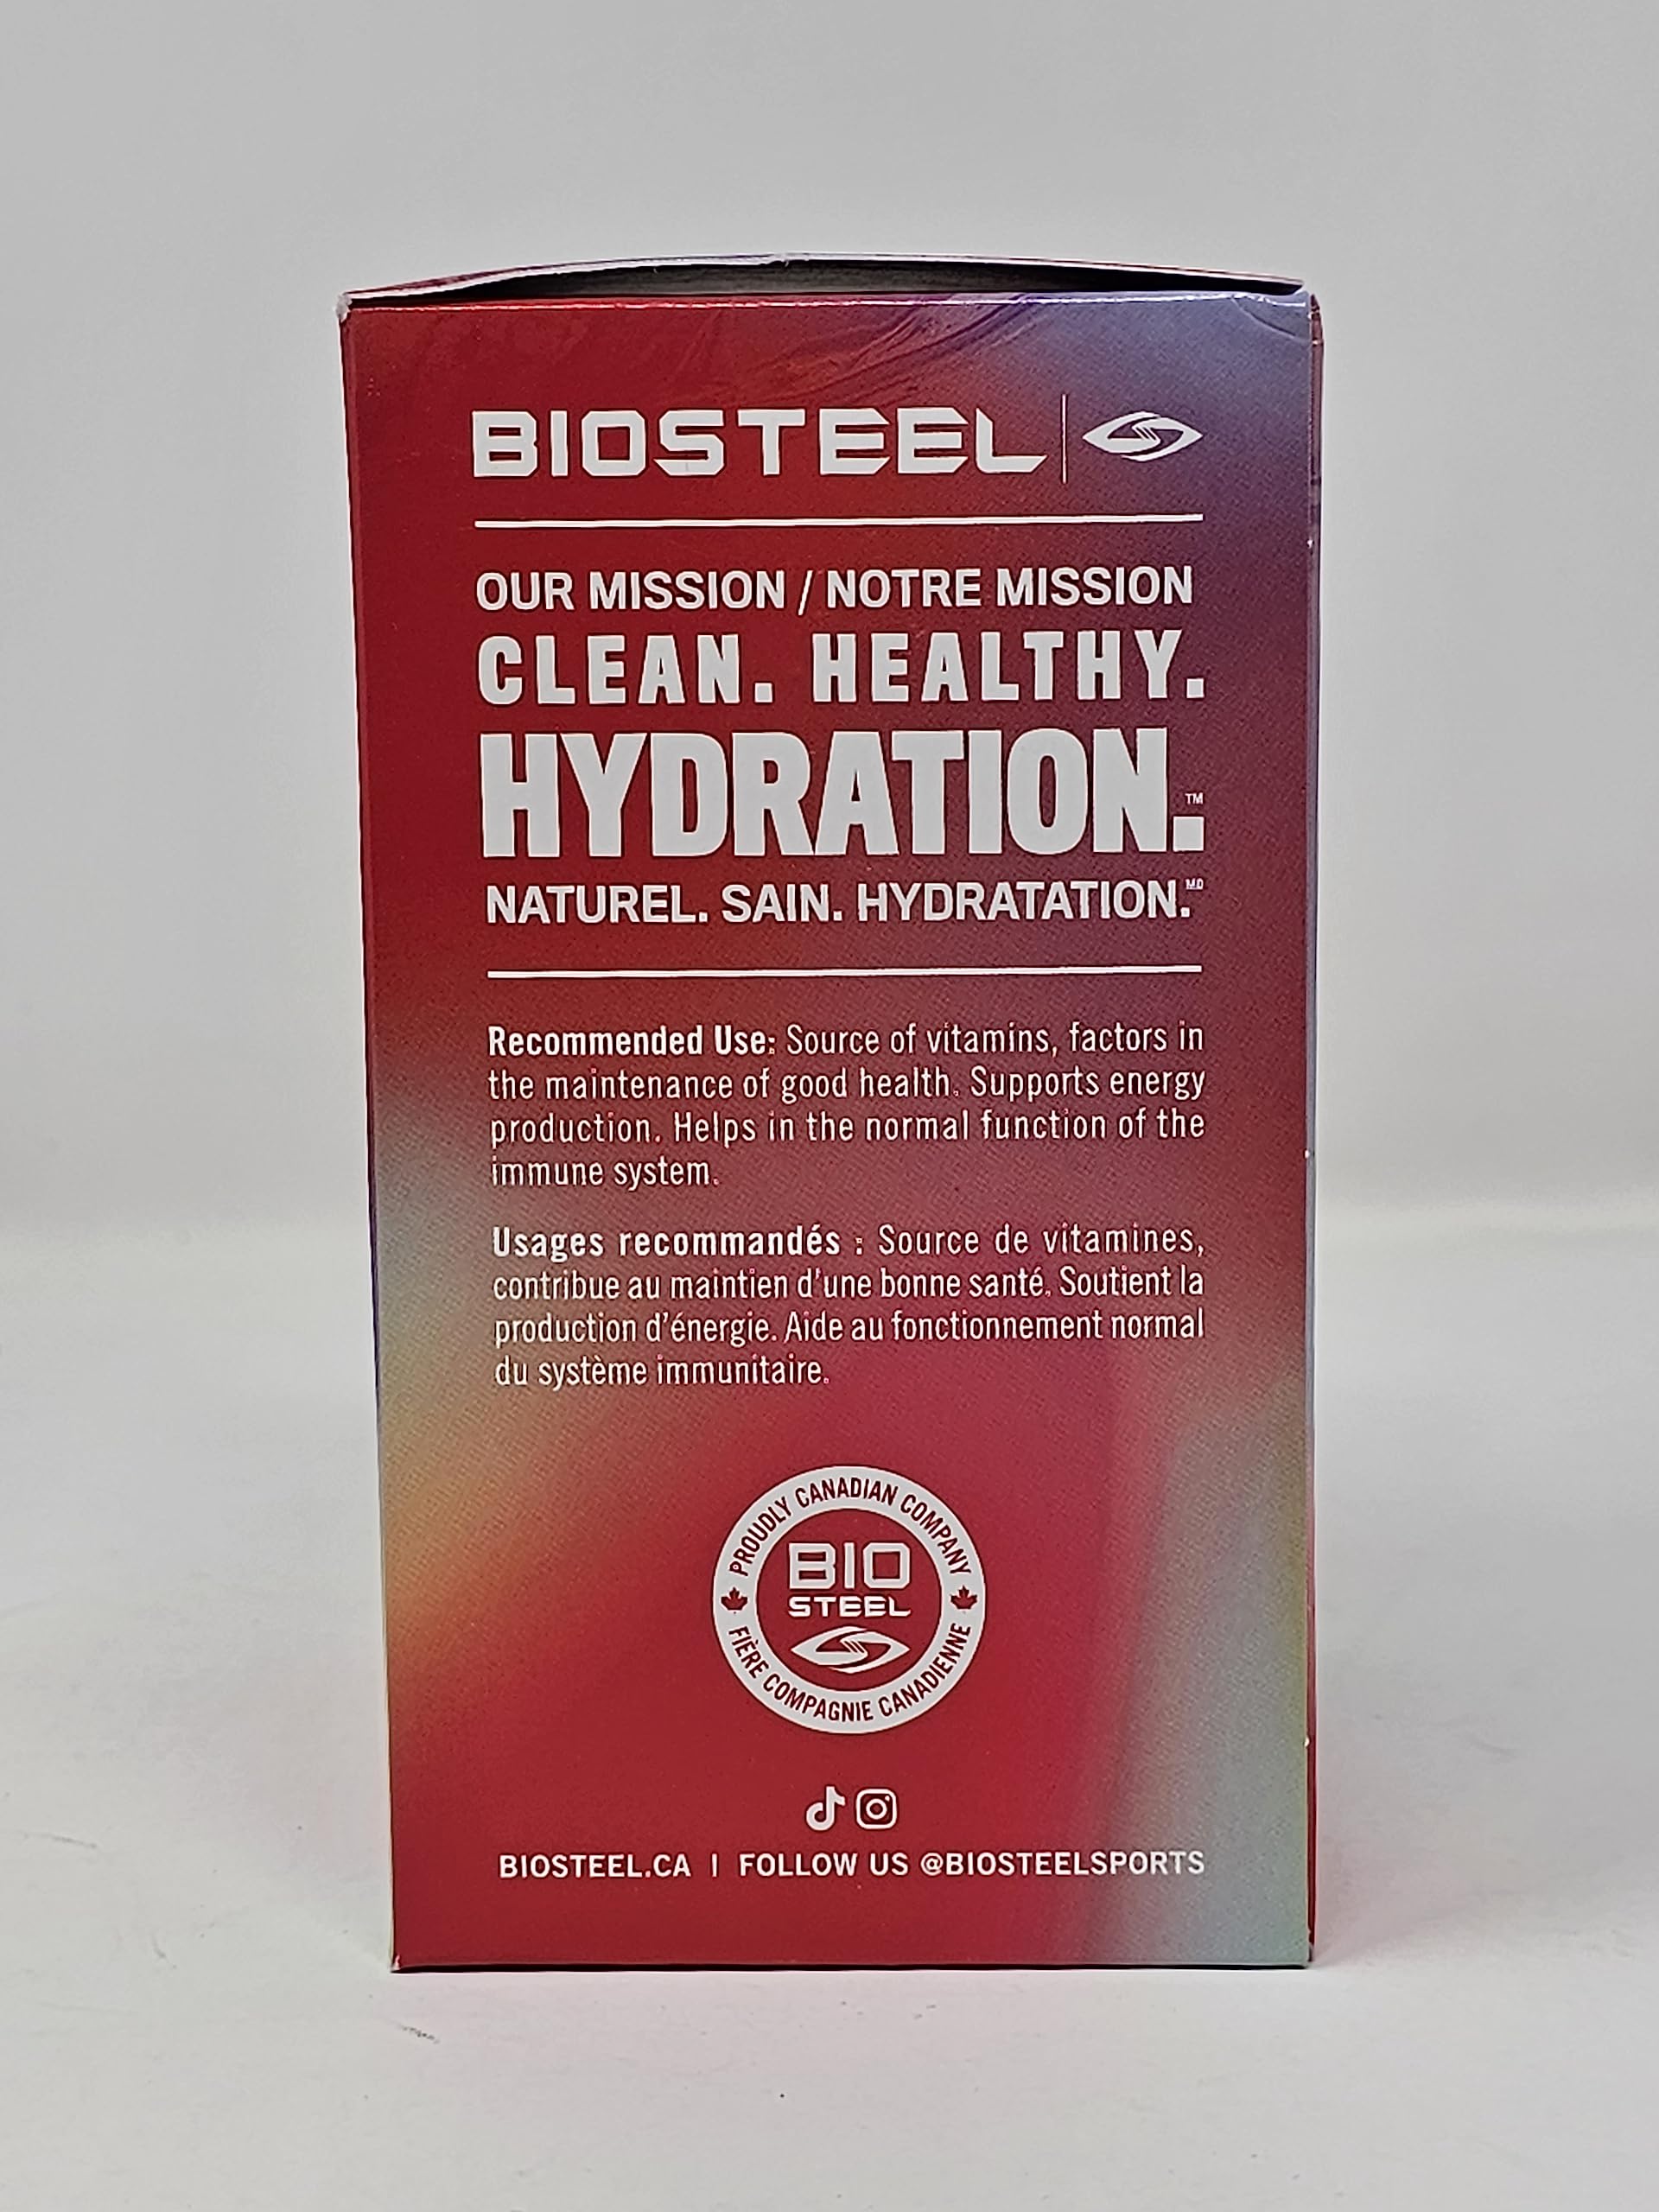 BIOSTEEL
OUR MISSION / NOTRE MISSION
CLEAN. HEALTHY.
HYDRATION.™
NATUREL. SAIN. HYDRATATION.MD
Recommended Use: Source of vitamins, factors in
the maintenance of good health. Supports energy
production. Helps in the normal function of the
immune system.
Usages recommandés : Source de vitamines,
contribue au maintien d'une bonne santé. Soutient la
production d'énergie. Aide au fonctionnement normal
du système immunitaire.
PROUDLY CANADIAN COMPANY
BIO
STEEL
FIÈRE COMPAGNIE CANADIENNE
BIOSTEEL.CA | FOLLOW US @BIOSTEELSPORTS